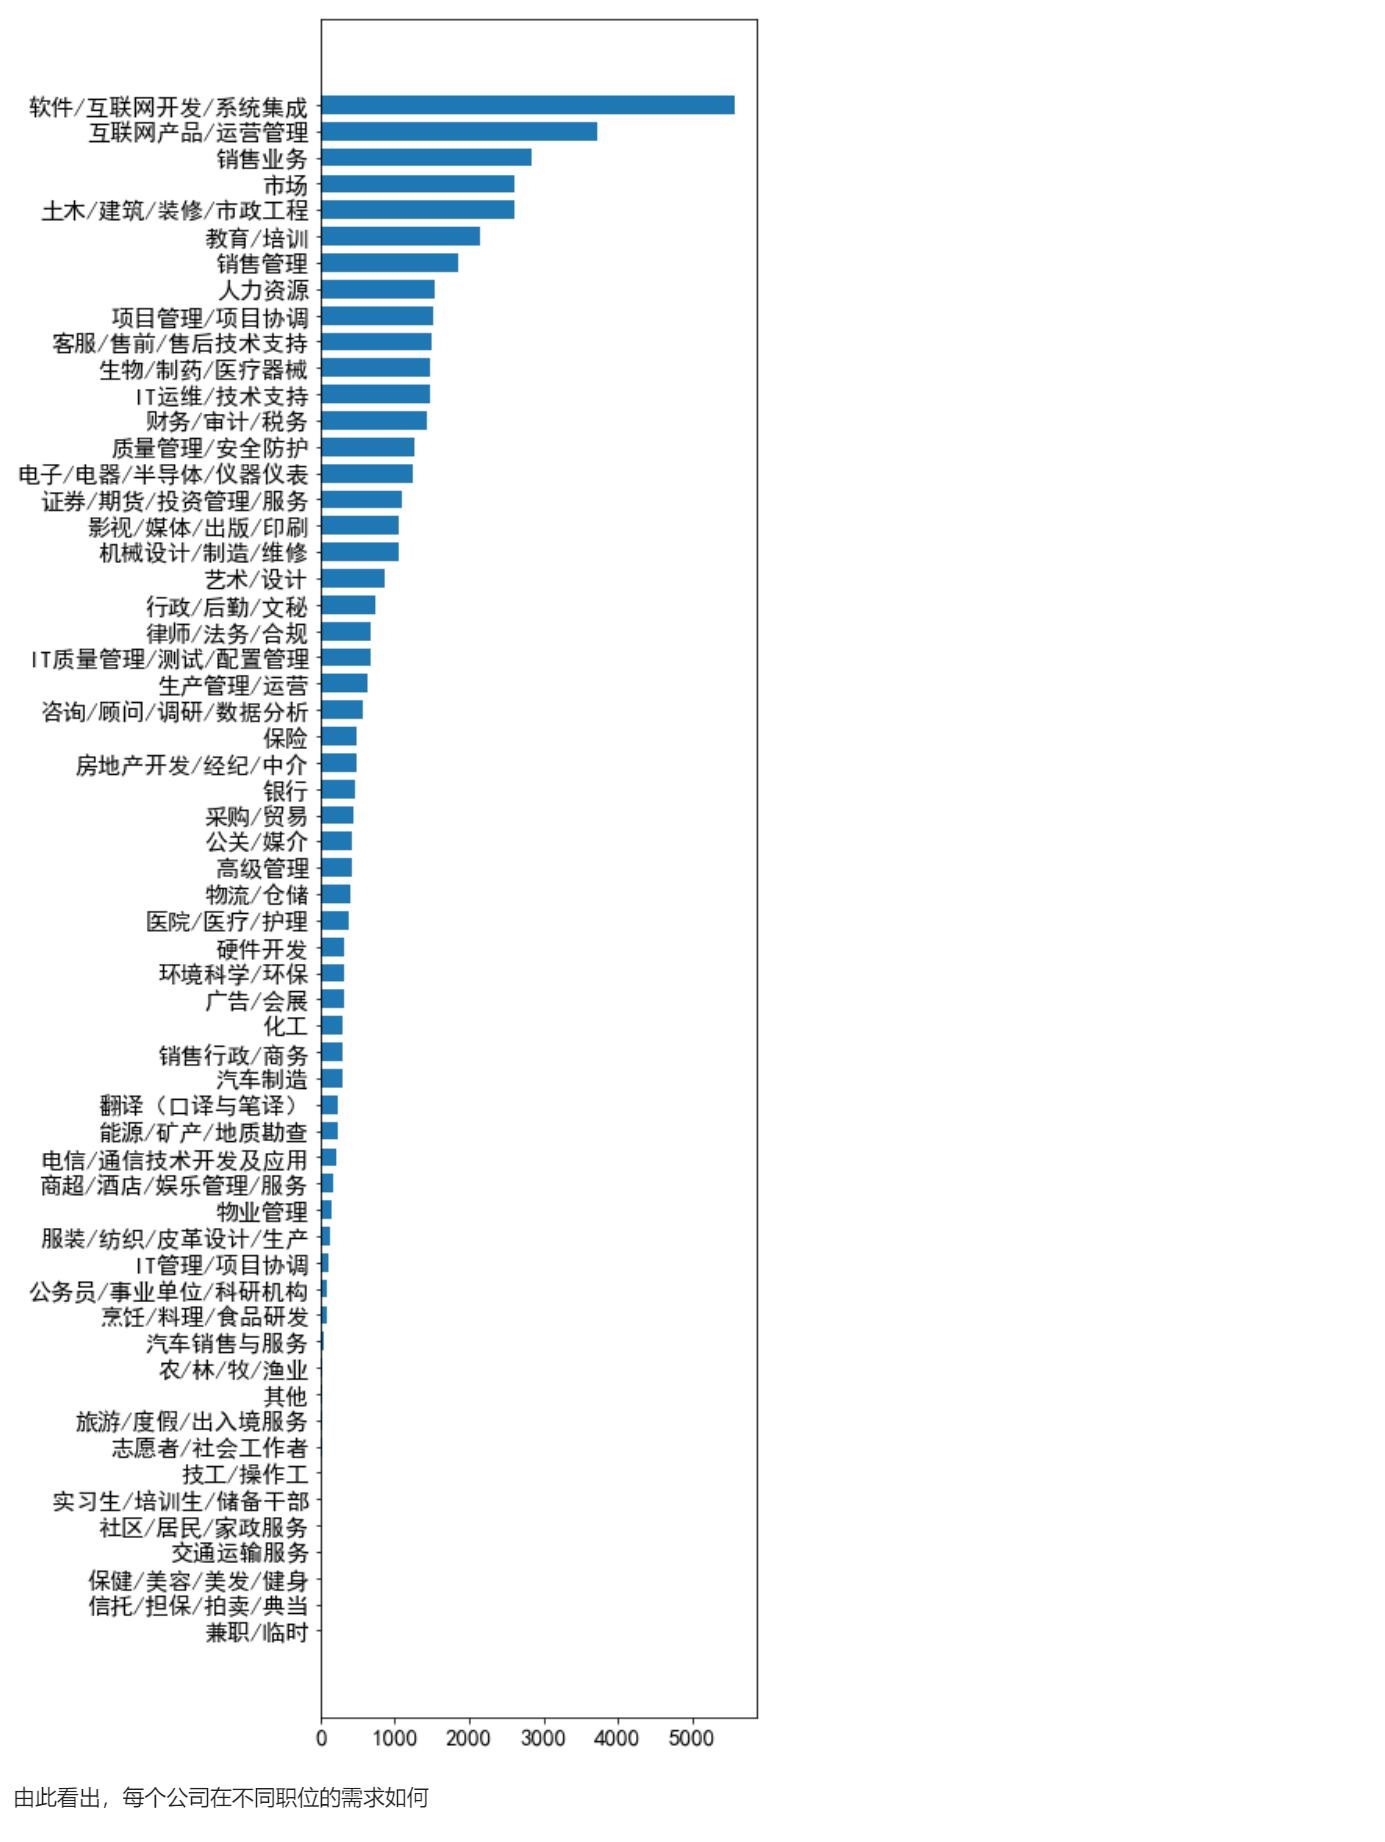 软件/互联网开发/系统集成
互联网产品/运营管理
销售业务
市场
土木/建筑/装修/市政工程
教育/培训
销售管理
人力资源
项目管理/项目协调
客服/售前/售后技术支持
生物/制药/医疗器械
IT运维/技术支持
财务/审计/税务
质量管理/安全防护
电子/电器/半导体/仪器仪表
证券/期货/投资管理/服务
影视/媒体/出版/印刷
机械设计/制造/维修
艺术/设计
行政/后勤/文秘
律师/法务/合规
IT质量管理/测试/配置管理
生产管理/运营
咨询/顾问/调研/数据分析
保险
房地产开发/经纪/中介
银行
采购/贸易
公关/媒介
高级管理
物流/仓储
医院/医疗/护理
硬件开发
环境科学/环保
广告/会展
化工
销售行政/商务
汽车制造
翻译（口译与笔译）
能源/矿产/地质勘查
电信/通信技术开发及应用
商超/酒店/娱乐管理/服务
物业管理
服装/纺织/皮革设计/生产
IT管理/项目协调
公务员/事业单位/科研机构
烹饪/料理/食品研发
汽车销售与服务
农/林/牧/渔业
其他
旅游/度假/出入境服务
志愿者/社会工作者
技工/操作工
实习生/培训生/储备干部
社区/居民/家政服务
交通运输服务
保健/美容/美发/健身
信托/担保/拍卖/典当
兼职/临时
0 1000 2000 3000 4000 5000
由此看出，每个公司在不同职位的需求如何